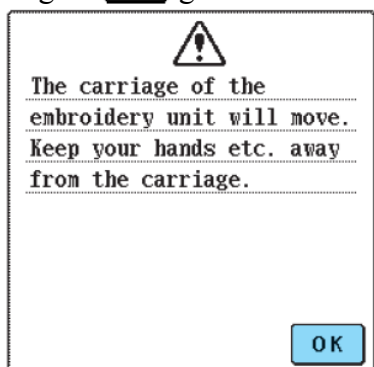 The carriage of the
embroidery unit will move.
Keep your hands etc. away
from the carriage.
OK